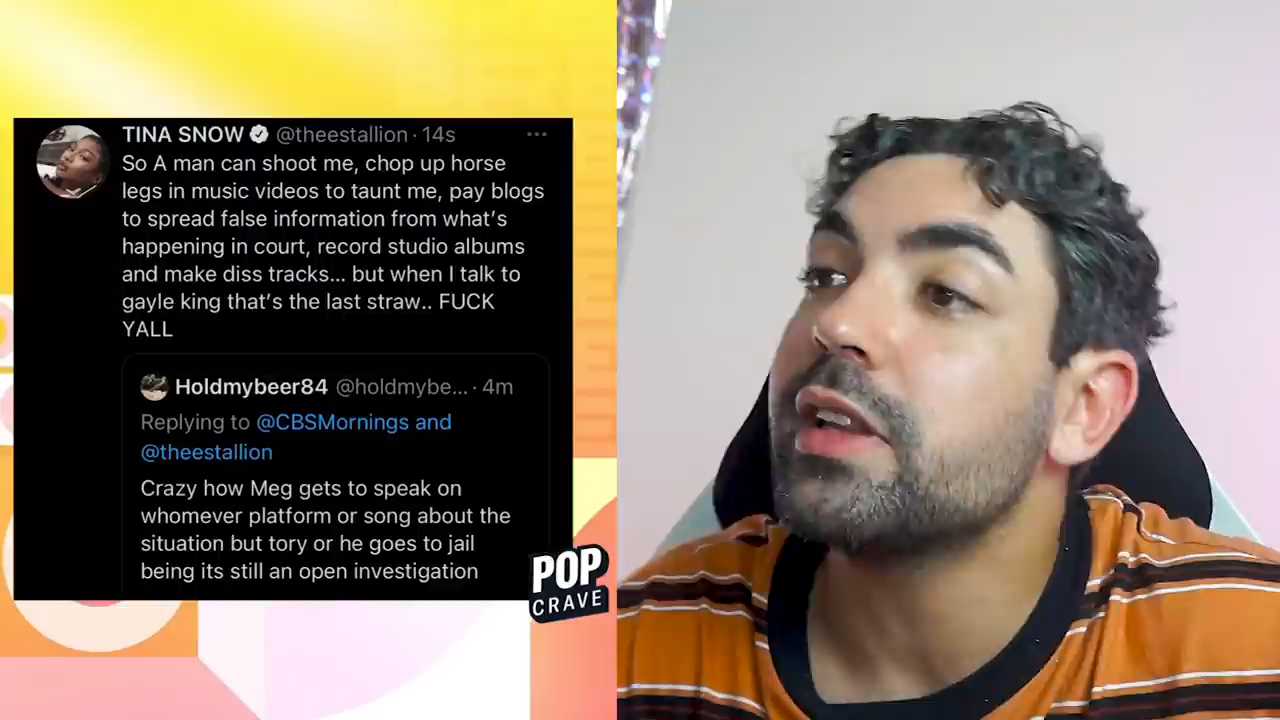 TINA SNOW @theestallion · 14s
So A man can shoot me, chop up horse
legs in music videos to taunt me, pay blogs
to spread false information from what's
happening in court, record studio albums
and make diss tracks... but when I talk to
gayle king that's the last straw.. FUCK
YALL
Holdmybeer84 @holdmybe... · 4m
Replying to @CBSMornings and
@theestallion
Crazy how Meg gets to speak on
whomever platform or song about the
situation but tory or he goes to jail
being its still an open investigation
POP
CRAVE